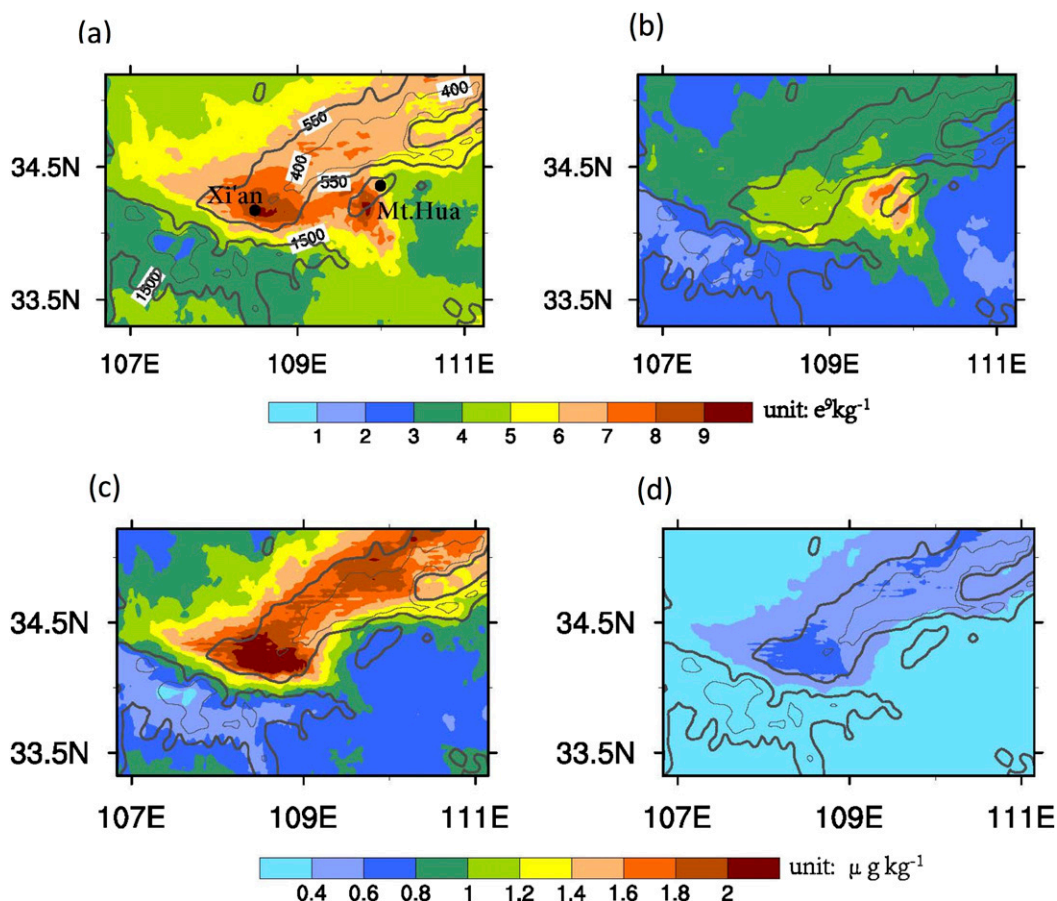 (a)
(b)
400
550
34.5N
400
550
Xi'an
Mt.Hua
1500
1500
33.5N
107E
109E
111E
34.5N
33.5N
107E
109E
111E
1 2 3 4 5 6 7 8 9
unit: e⁹kg⁻¹
(c)
(d)
34.5N
33.5N
107E
109E
111E
34.5N
33.5N
107E
109E
111E
0.4 0.6 0.8 1 1.2 1.4 1.6 1.8 2
unit: μ g kg⁻¹